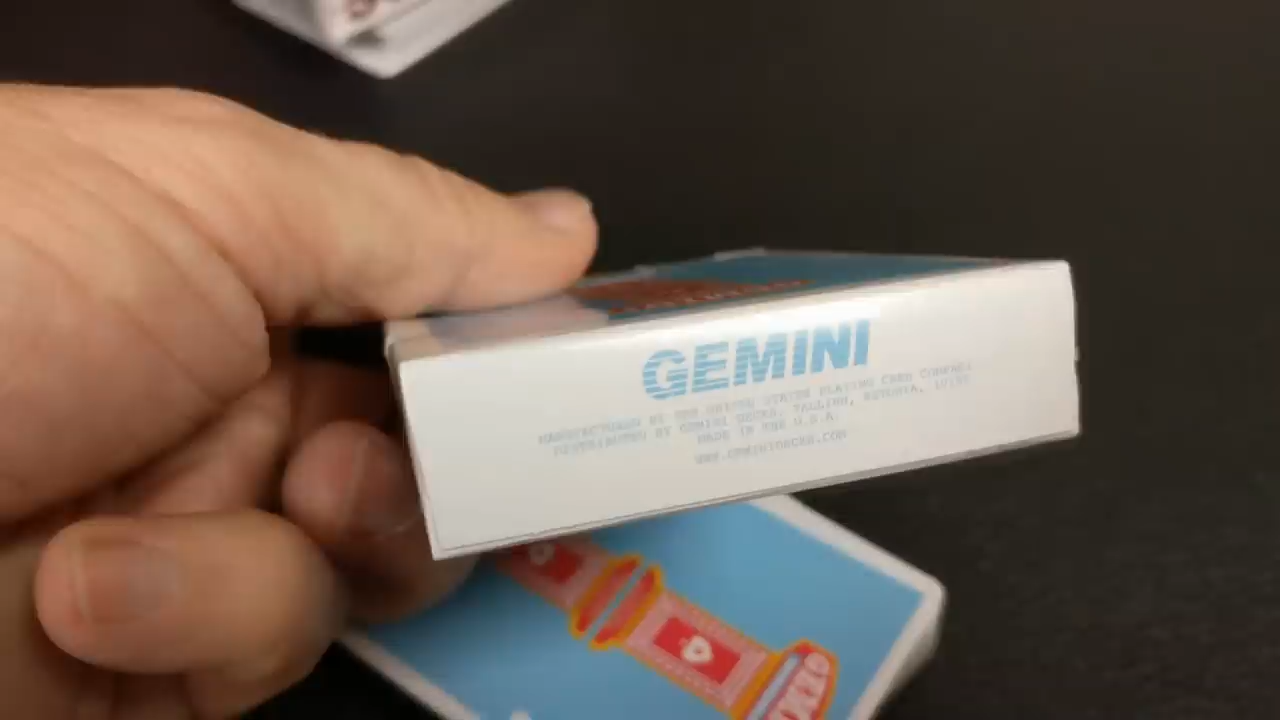 GEMINI
MANUFACTURED BY THE UNITED STATES PLAYING CARD COMPANY
DISTRIBUTED BY GEMINI DECKS, TALLINN, ESTONIA,
MADE IN THE U.S.A.
WWW.GEMINIDECKS.COM